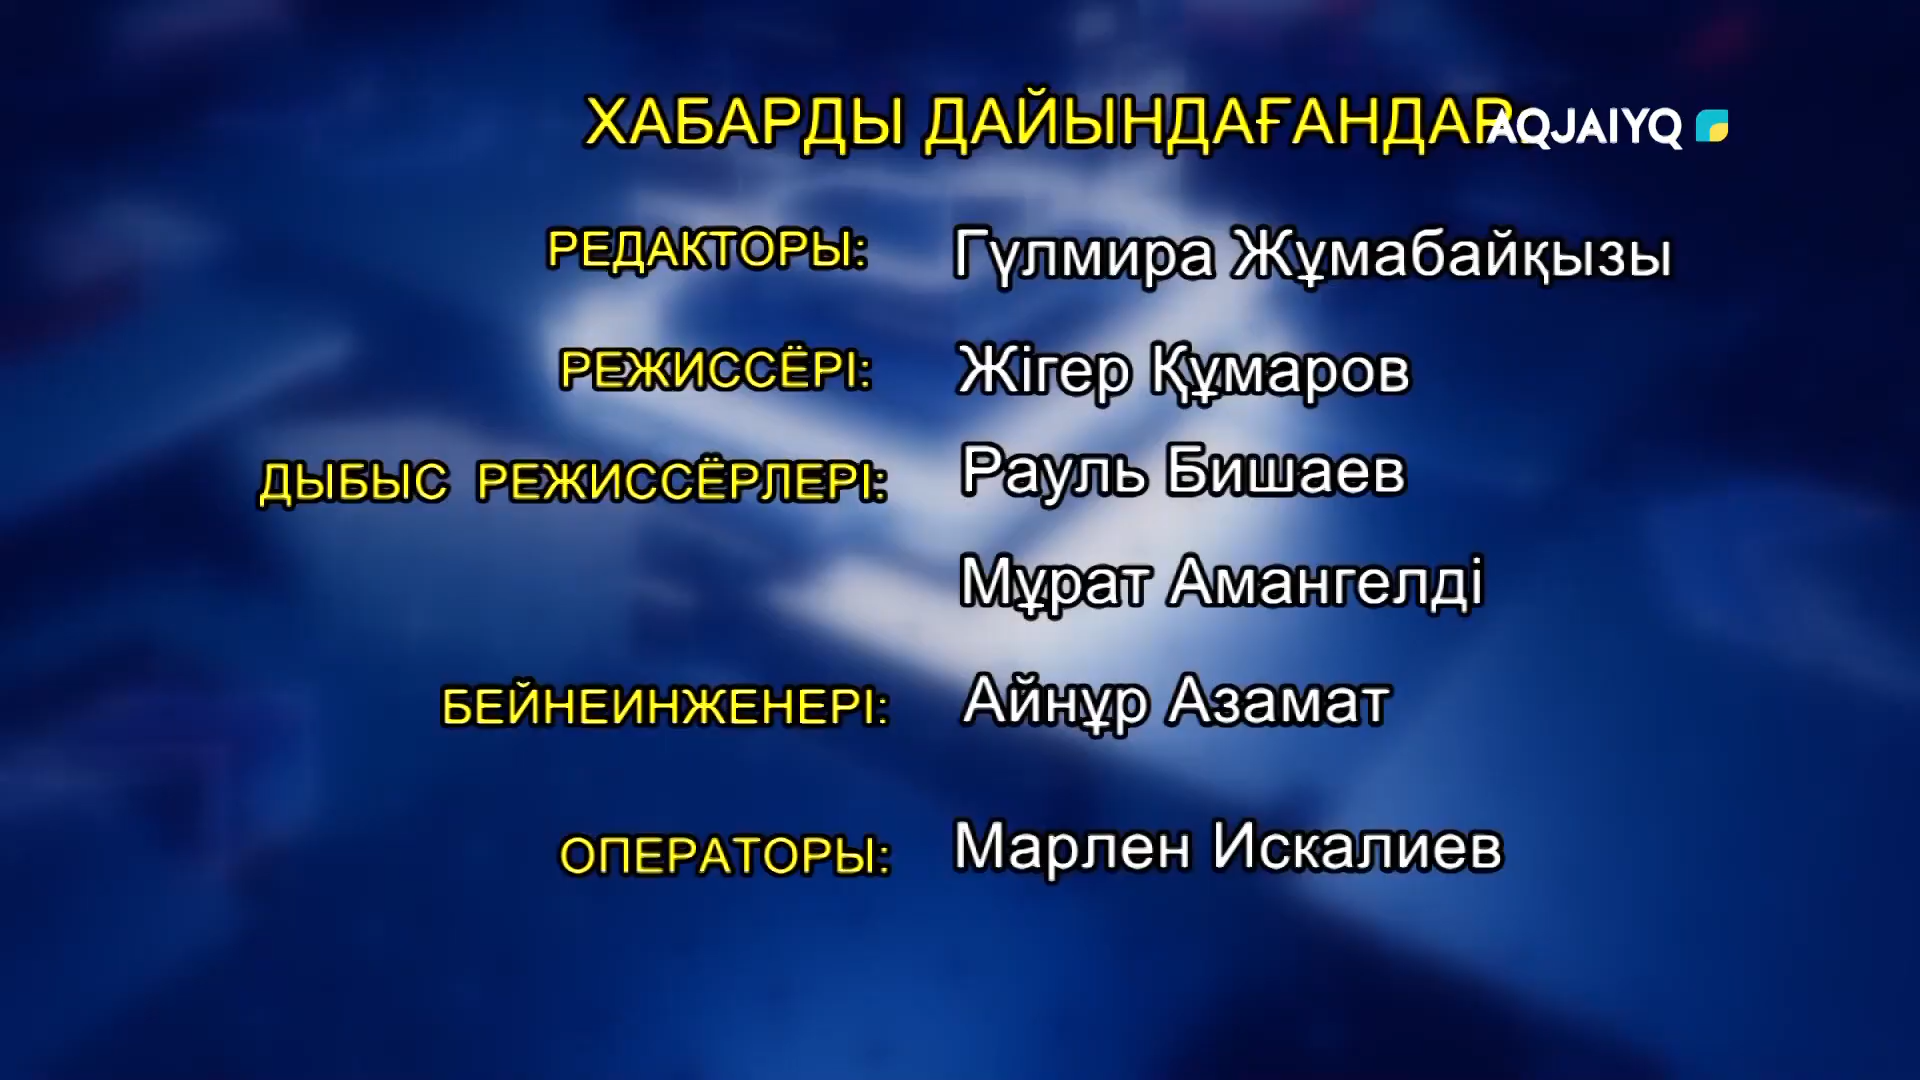 ХАБАРДЫ ДАЙЫНДАҒАНДАР
AQJAIYQ
РЕДАКТОРЫ: Гүлмира Жұмабайқызы
РЕЖИССЁРІ: Жігер Құмаров
ДЫБЫС РЕЖИССЁРЛЕРІ: Рауль Бишаев
Мұрат Амангелді
БЕЙНЕИНЖЕНЕРІ: Айнұр Азамат
ОПЕРАТОРЫ: Марлен Искалиев